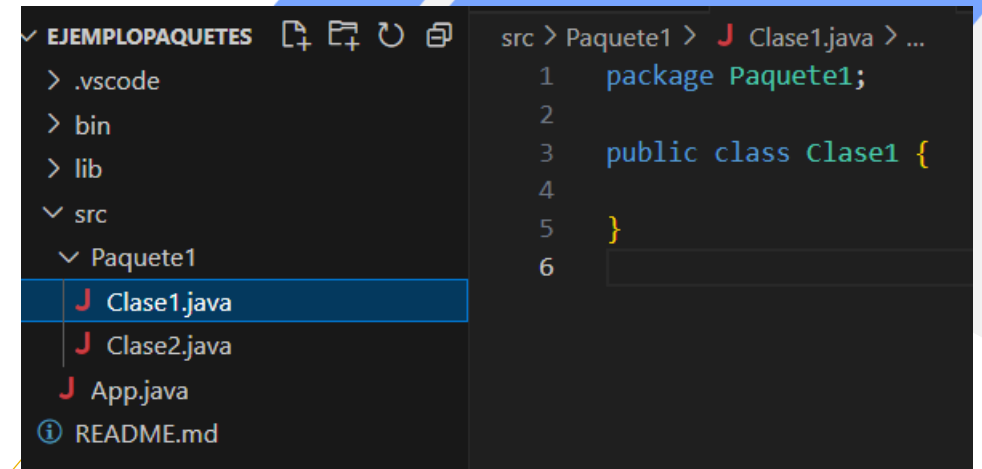 EJEMPLOPAQUETES
.vscode
bin
lib
src
Paquete1
J Clase1.java
J Clase2.java
J App.java
README.md
src > Paquete1 > J Clase1.java > ...
1 package Paquete1;
2
3 public class Clase1 {
4
5 }
6